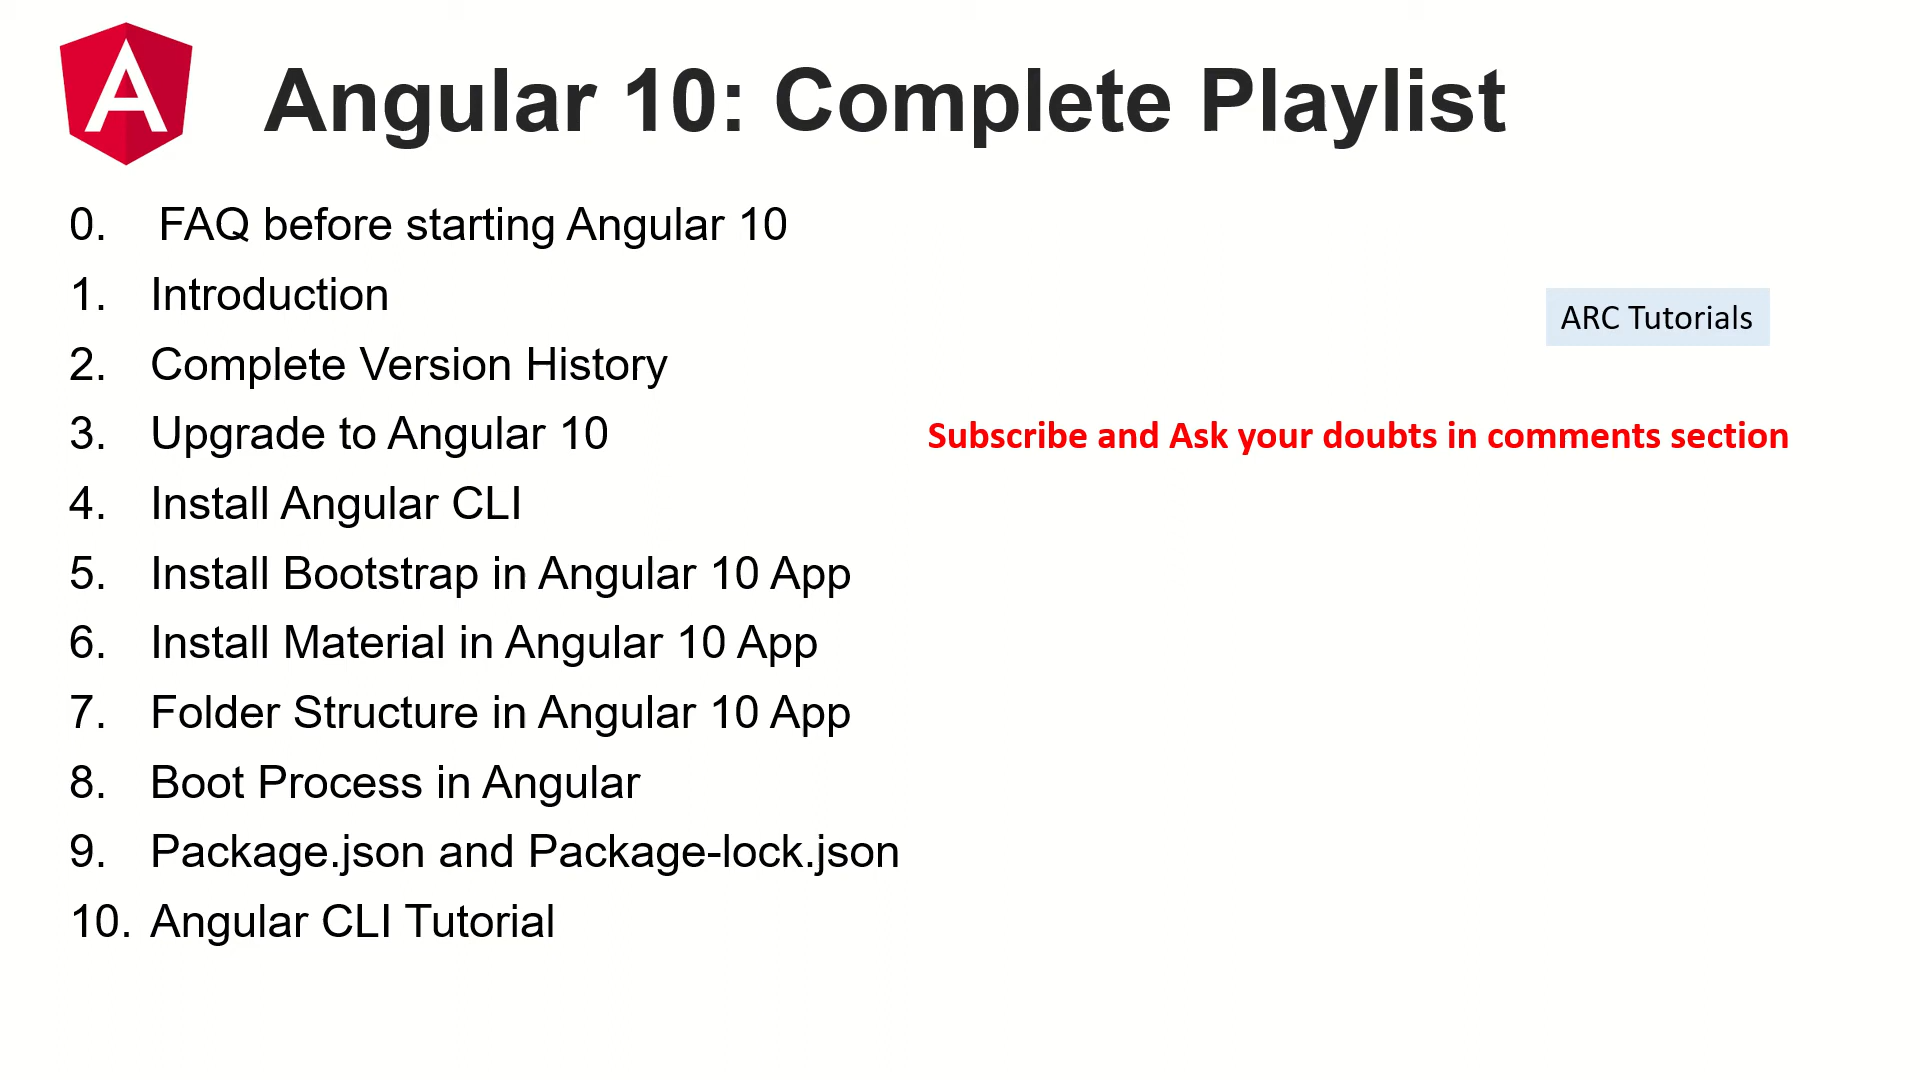 Angular 10: Complete Playlist
0. FAQ before starting Angular 10
1. Introduction
2. Complete Version History
3. Upgrade to Angular 10
4. Install Angular CLI
5. Install Bootstrap in Angular 10 App
6. Install Material in Angular 10 App
7. Folder Structure in Angular 10 App
8. Boot Process in Angular
9. Package.json and Package-lock.json
10. Angular CLI Tutorial
ARC Tutorials
Subscribe and Ask your doubts in comments section